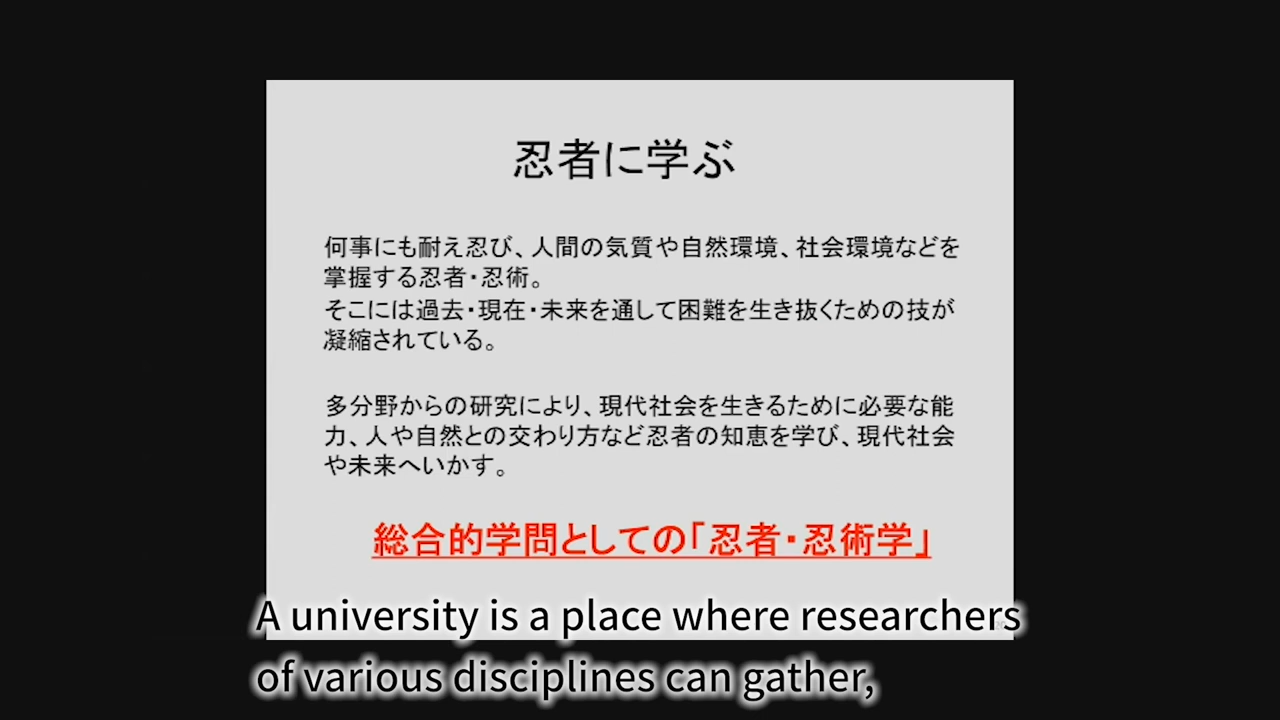 忍者に学ぶ
何事にも耐え忍び、人間の気質や自然環境、社会環境などを
掌握する忍者・忍術。
そこには過去・現在・未来を通して困難を生き抜くための技が
凝縮されている。
多分野からの研究により、現代社会を生きるために必要な能
力、人や自然との交わり方など忍者の知恵を学び、現代社会
や未来へいかす。
総合的学問としての「忍者・忍術学」
A university is a place where researchers
of various disciplines can gather,